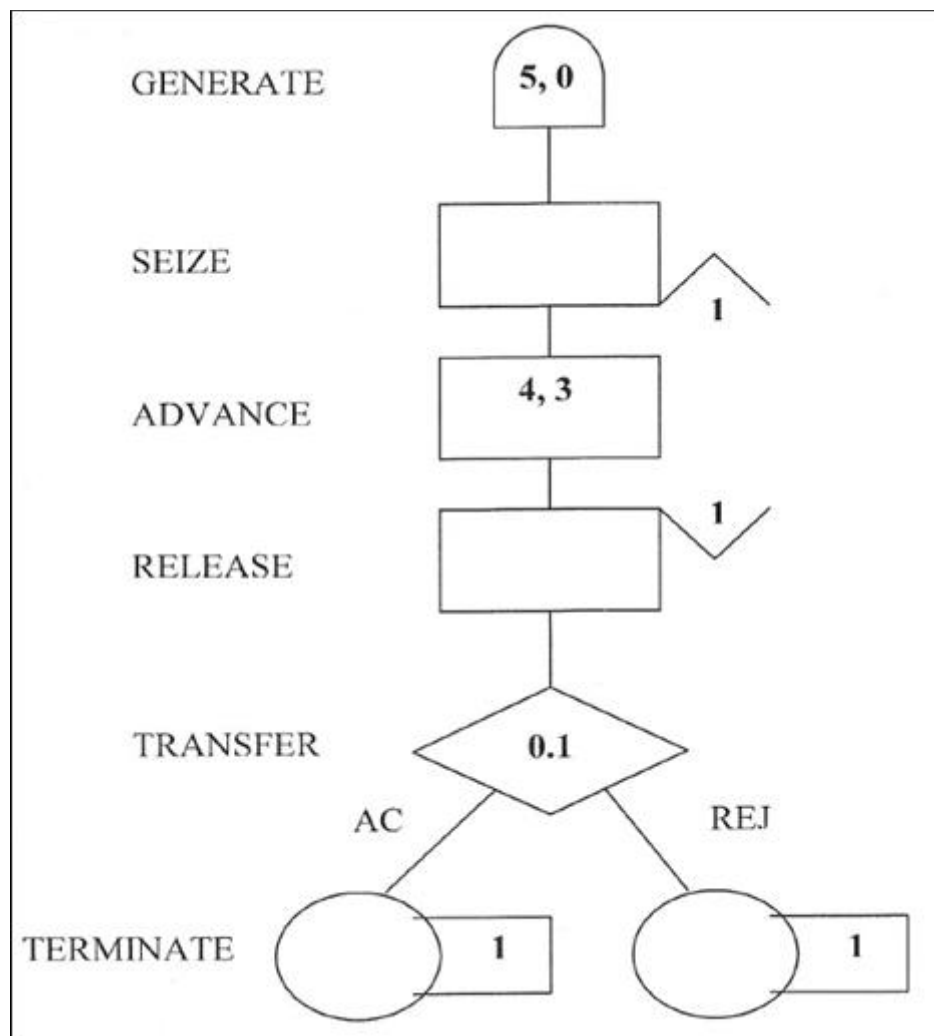 GENERATE 5, 0
SEIZE 1
ADVANCE 4, 3
RELEASE 1
TRANSFER 0.1
AC REJ
TERMINATE 1 1